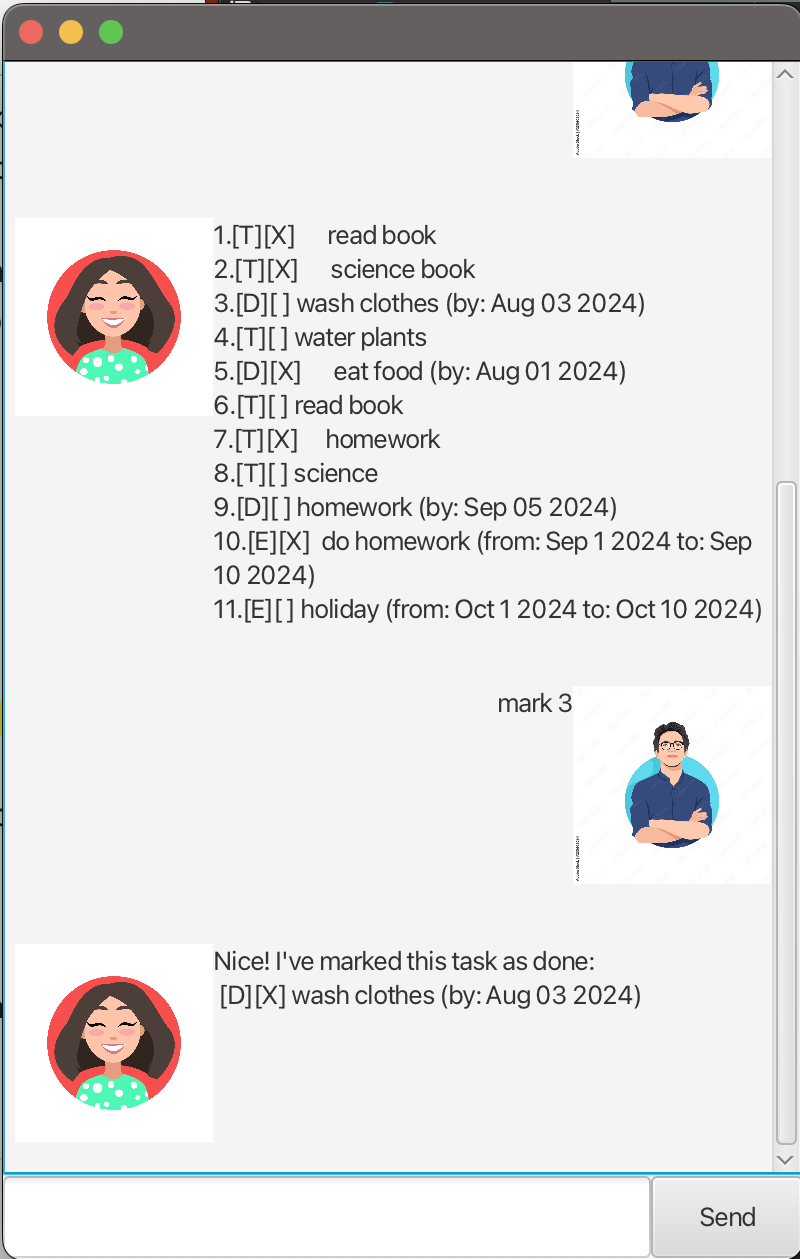 1.[T][X]     read book
2.[T][X]     science book
3.[D][ ] wash clothes (by: Aug 03 2024)
4.[T][ ] water plants
5.[D][X]     eat food (by: Aug 01 2024)
6.[T][ ] read book
7.[T][X]    homework
8.[T][ ] science
9.[D][ ] homework (by: Sep 05 2024)
10.[E][X]  do homework (from: Sep 1 2024 to: Sep
10 2024)
11.[E][ ] holiday (from: Oct 1 2024 to: Oct 10 2024)
mark 3
Nice! I've marked this task as done:
 [D][X] wash clothes (by: Aug 03 2024)
Send